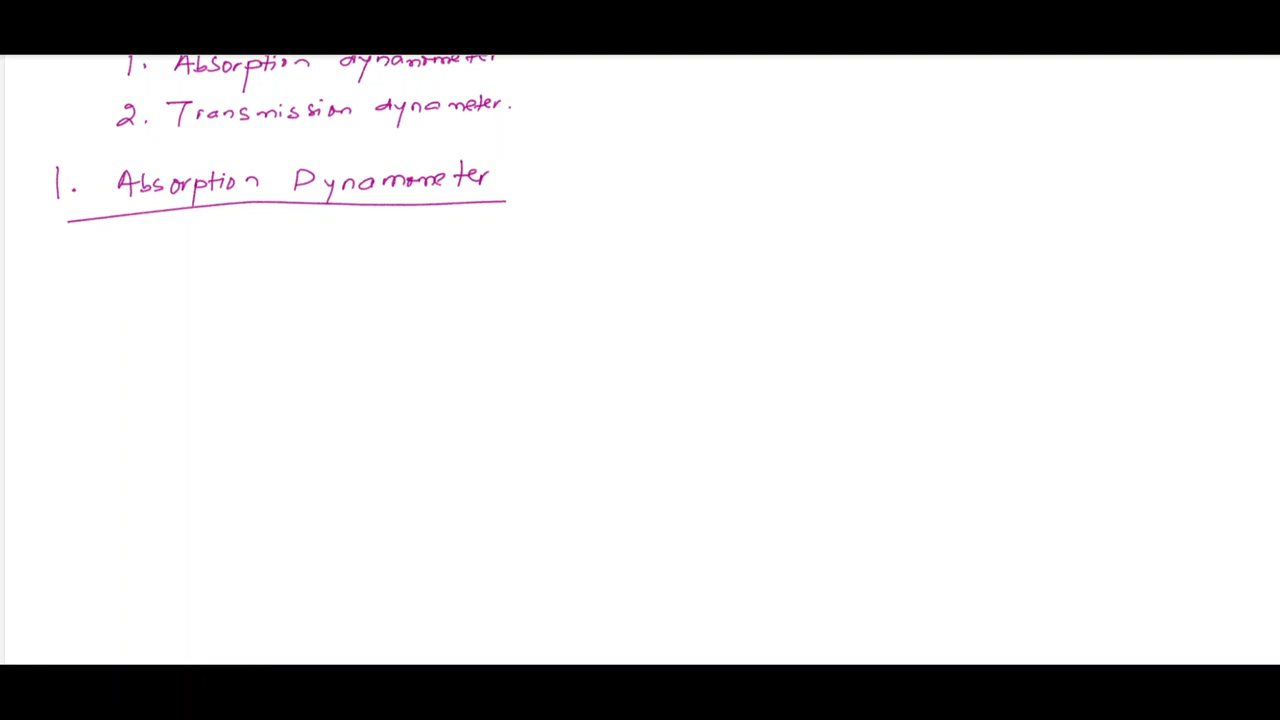 1. Absorption dynamometer
2. Transmission dynameter.
1. Absorption Dynamometer